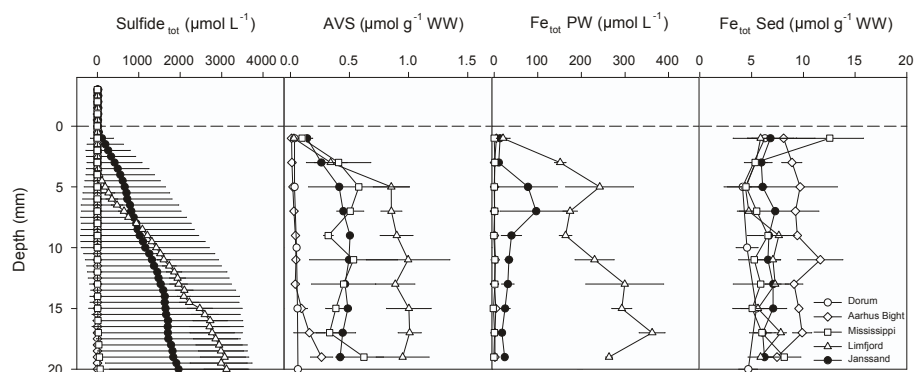 Sulfide tot (µmol L-1) AVS (µmol g-1 WW) Fe tot PW (µmol L-1) Fe tot Sed (µmol g-1 WW)
0 1000 2000 3000 4000 0.0 0.5 1.0 1.5 0 100 200 300 400 0 5 10 15 20
0
5
Depth (mm)
10
15
20
Dorum
Aarhus Bight
Mississippi
Limfjord
Janssand